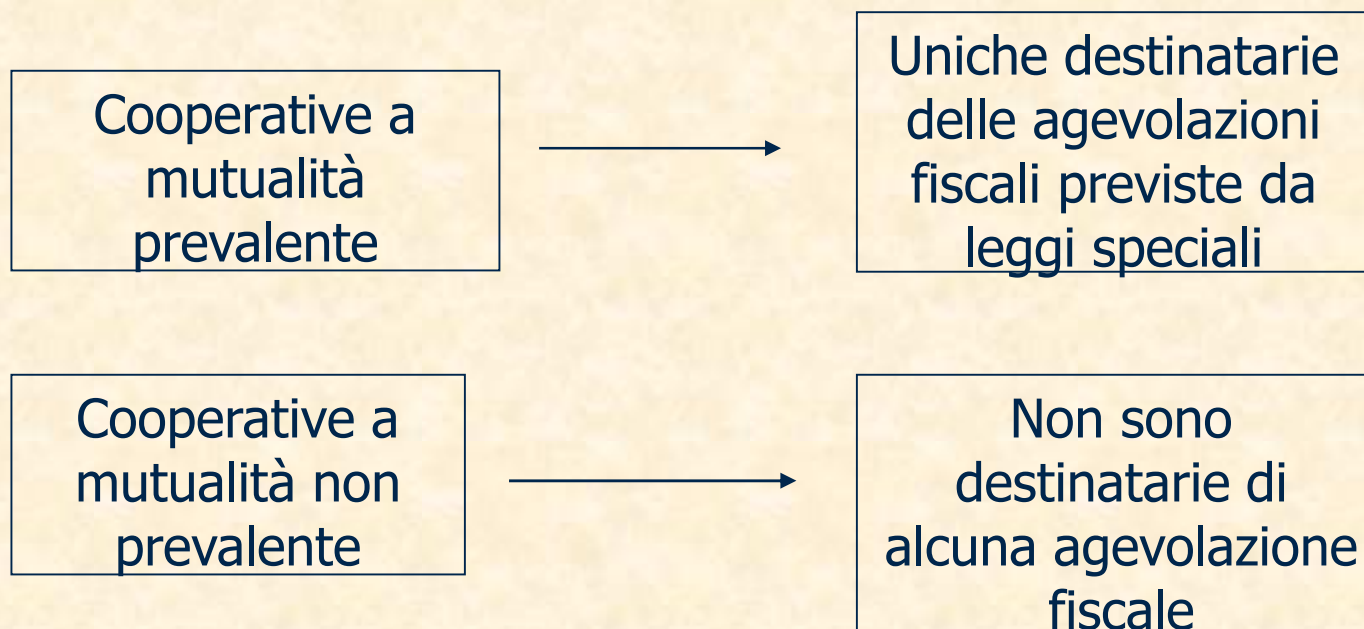 Cooperative a
mutualità
prevalente
Uniche destinatarie
delle agevolazioni
fiscali previste da
leggi speciali
Cooperative a
mutualità non
prevalente
Non sono
destinatarie di
alcuna agevolazione
fiscale